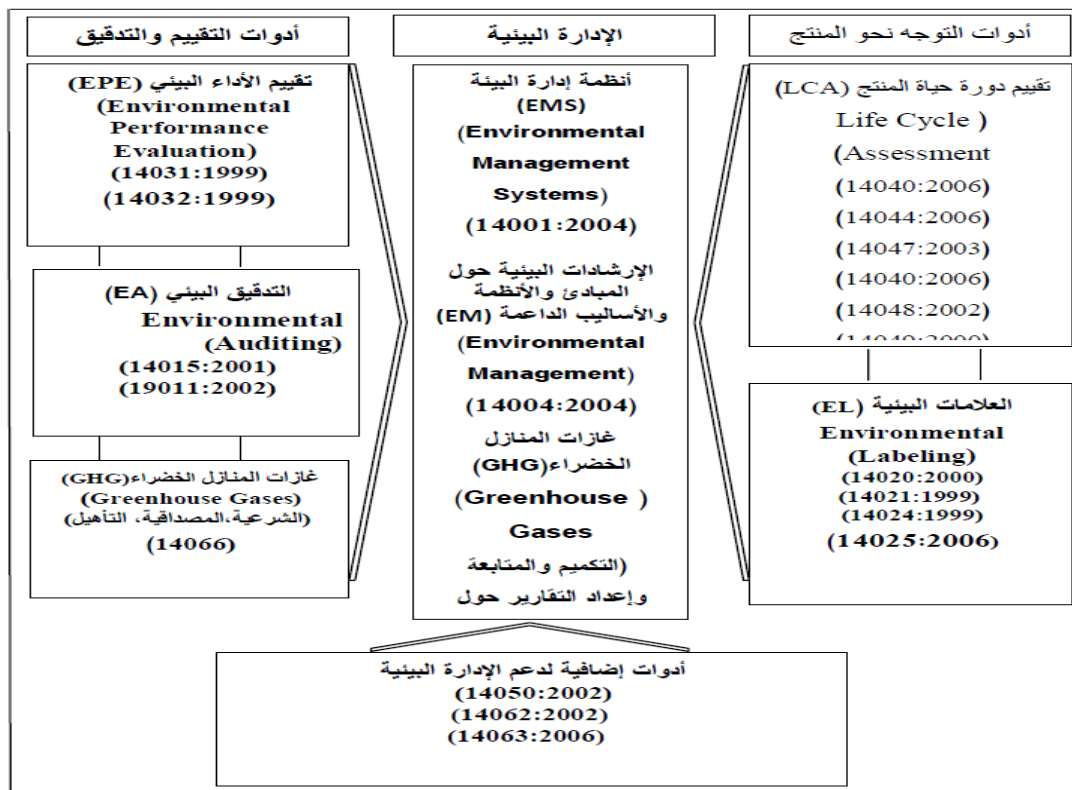 أدوات التوجه نحو المنتج
تقييم دورة حياة المنتج (LCA)
Life Cycle )
(Assessment
(14040:2006)
(14044:2006)
(14047:2003)
(14040:2006)
(14048:2002)
العلامات البيئية (EL)
Environmental
(Labeling)
(14020:2000)
(14021:1999)
(14024:1999)
(14025:2006)
الإدارة البيئية
أنظمة إدارة البيئة
(EMS)
(Environmental
Management
Systems)
(14001:2004)
الإرشادات البيئية حول
المبادئ والأنظمة
والأساليب الداعمة (EM)
(Environmental
Management)
(14004:2004)
غازات المنازل
الخضراء(GHG)
(Greenhouse )
Gases
(التكميم والمتابعة
وإعداد التقارير حول
أدوات التقييم والتدقيق
تقييم الأداء البيئي (EPE)
(Environmental
Performance
Evaluation)
(14031:1999)
(14032:1999)
التدقيق البيئي (EA)
Environmental
(Auditing)
(14015:2001)
(19011:2002)
غازات المنازل الخضراء(GHG)
(Greenhouse Gases)
(الشرعية،المصداقية، التأهيل)
(14066)
أدوات إضافية لدعم الإدارة البيئية
(14050:2002)
(14062:2002)
(14063:2006)